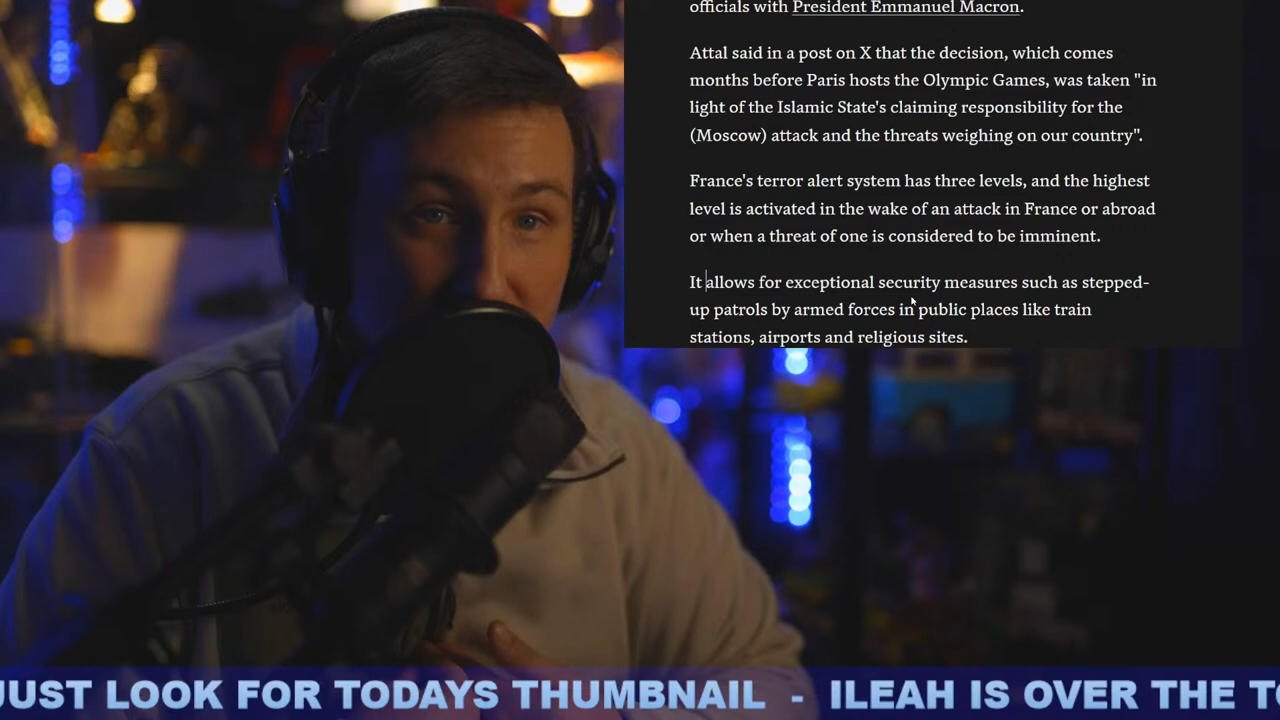 officials with President Emmanuel Macron.
Attal said in a post on X that the decision, which comes
months before Paris hosts the Olympic Games, was taken "in
light of the Islamic State's claiming responsibility for the
(Moscow) attack and the threats weighing on our country".
France's terror alert system has three levels, and the highest
level is activated in the wake of an attack in France or abroad
or when a threat of one is considered to be imminent.
It allows for exceptional security measures such as stepped-
up patrols by armed forces in public places like train
stations, airports and religious sites.
JUST LOOK FOR TODAYS THUMBNAIL - ILEAH IS OVER THE